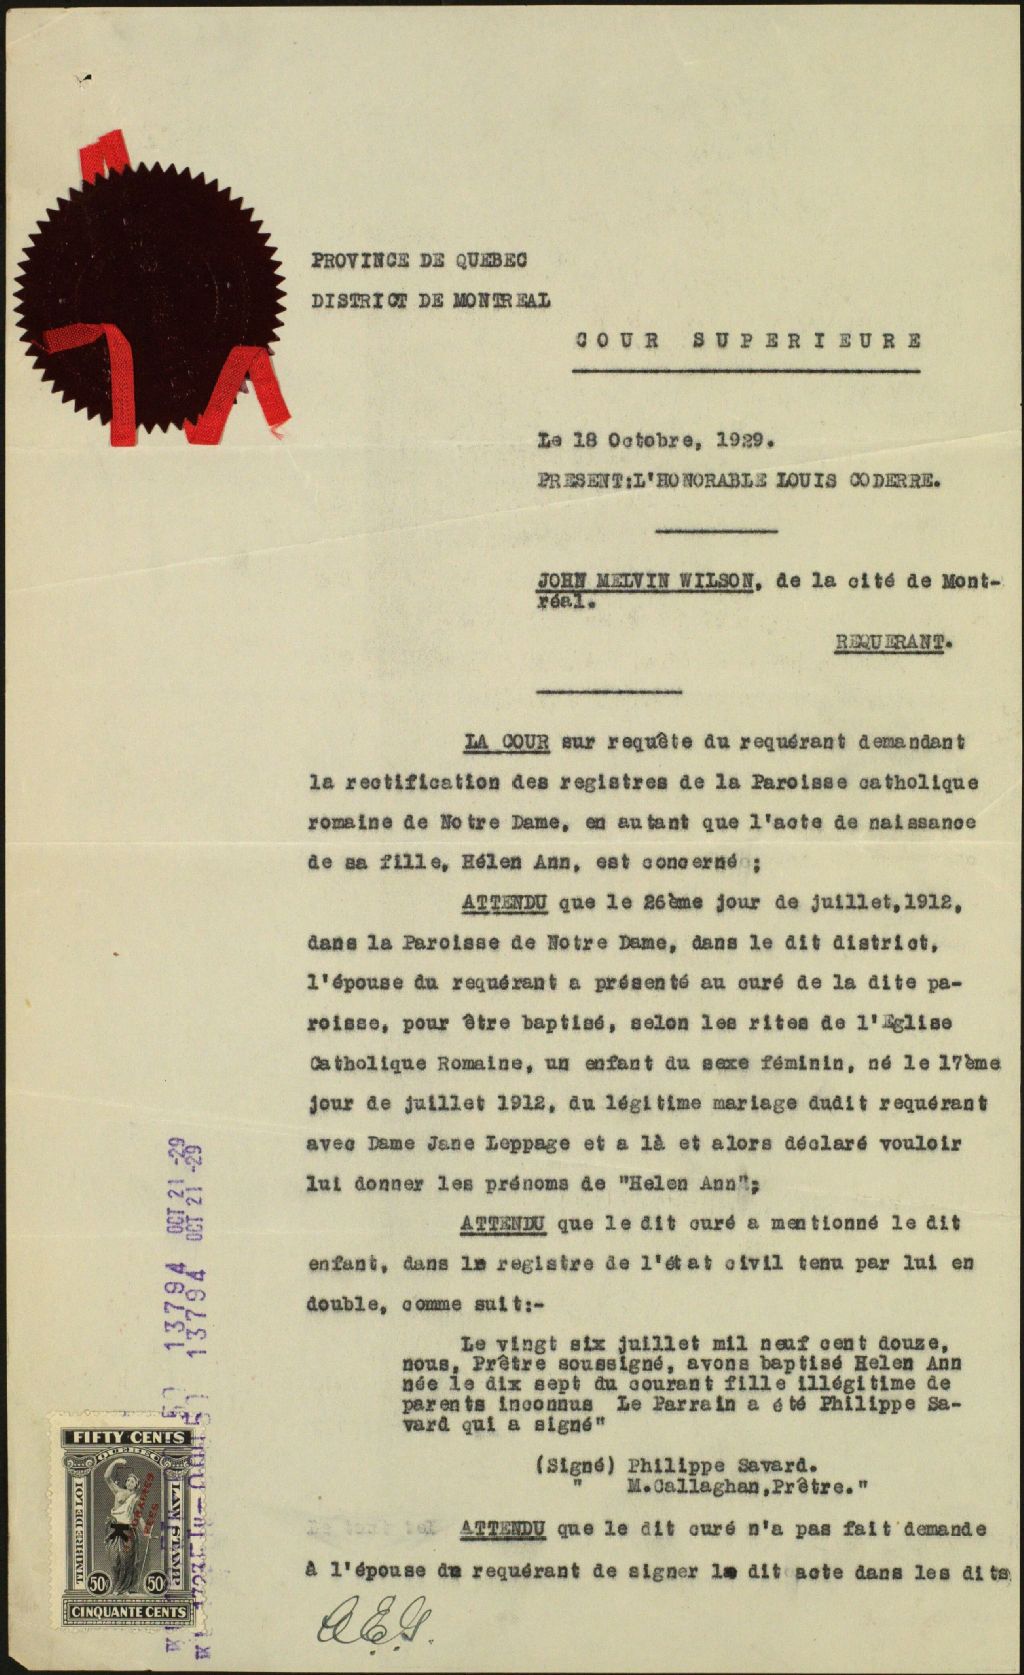 PROVINCE DE QUEBEC
DISTRICT DE MONTREAL
COUR SUPERIEURE
Le 18 Octobre, 1929.
PRESENT:L'HONORABLE LOUIS CODERRE.
JOHN MELVIN WILSON, de la cité de Mont-
réal.
REQUERANT.
LA COUR sur requête du requérant demandant
la rectification des registres de la Paroisse catholique
romaine de Notre Dame, en autant que l'acte de naissance
de sa fille, Hélen Ann, est concerné ;
ATTENDU que le 26ème jour de juillet,1912,
dans la Paroisse de Notre Dame, dans le dit district,
l'épouse du requérant a présenté au curé de la dite pa-
roisse, pour être baptisé, selon les rites de l'Eglise
Catholique Romaine, un enfant du sexe féminin, né le 17ème
jour de juillet 1912, du légitime mariage dudit requérant
avec Dame Jane Leppage et a là et alors déclaré vouloir
lui donner les prénoms de "Helen Ann";
ATTENDU que le dit curé a mentionné le dit
enfant, dans le registre de l'état civil tenu par lui en
double, comme suit:-
Le vingt six juillet mil neuf cent douze,
nous, Prêtre soussigné, avons baptisé Helen Ann
née le dix sept du courant fille illégitime de
parents inconnus Le Parrain a été Philippe Sa-
vard qui a signé"
(Signé) Philippe Savard.
" M.Callaghan,Prêtre."
ATTENDU que le dit curé n'a pas fait demande
à l'épouse du requérant de signer le dit acte dans les dits
13794 OCT 21 -29
13794 OCT 21 -29
FIFTY CENTS
QUEBEC
TIMBRE DE LOI
LAW STAMP
K
50 50
CINQUANTE CENTS